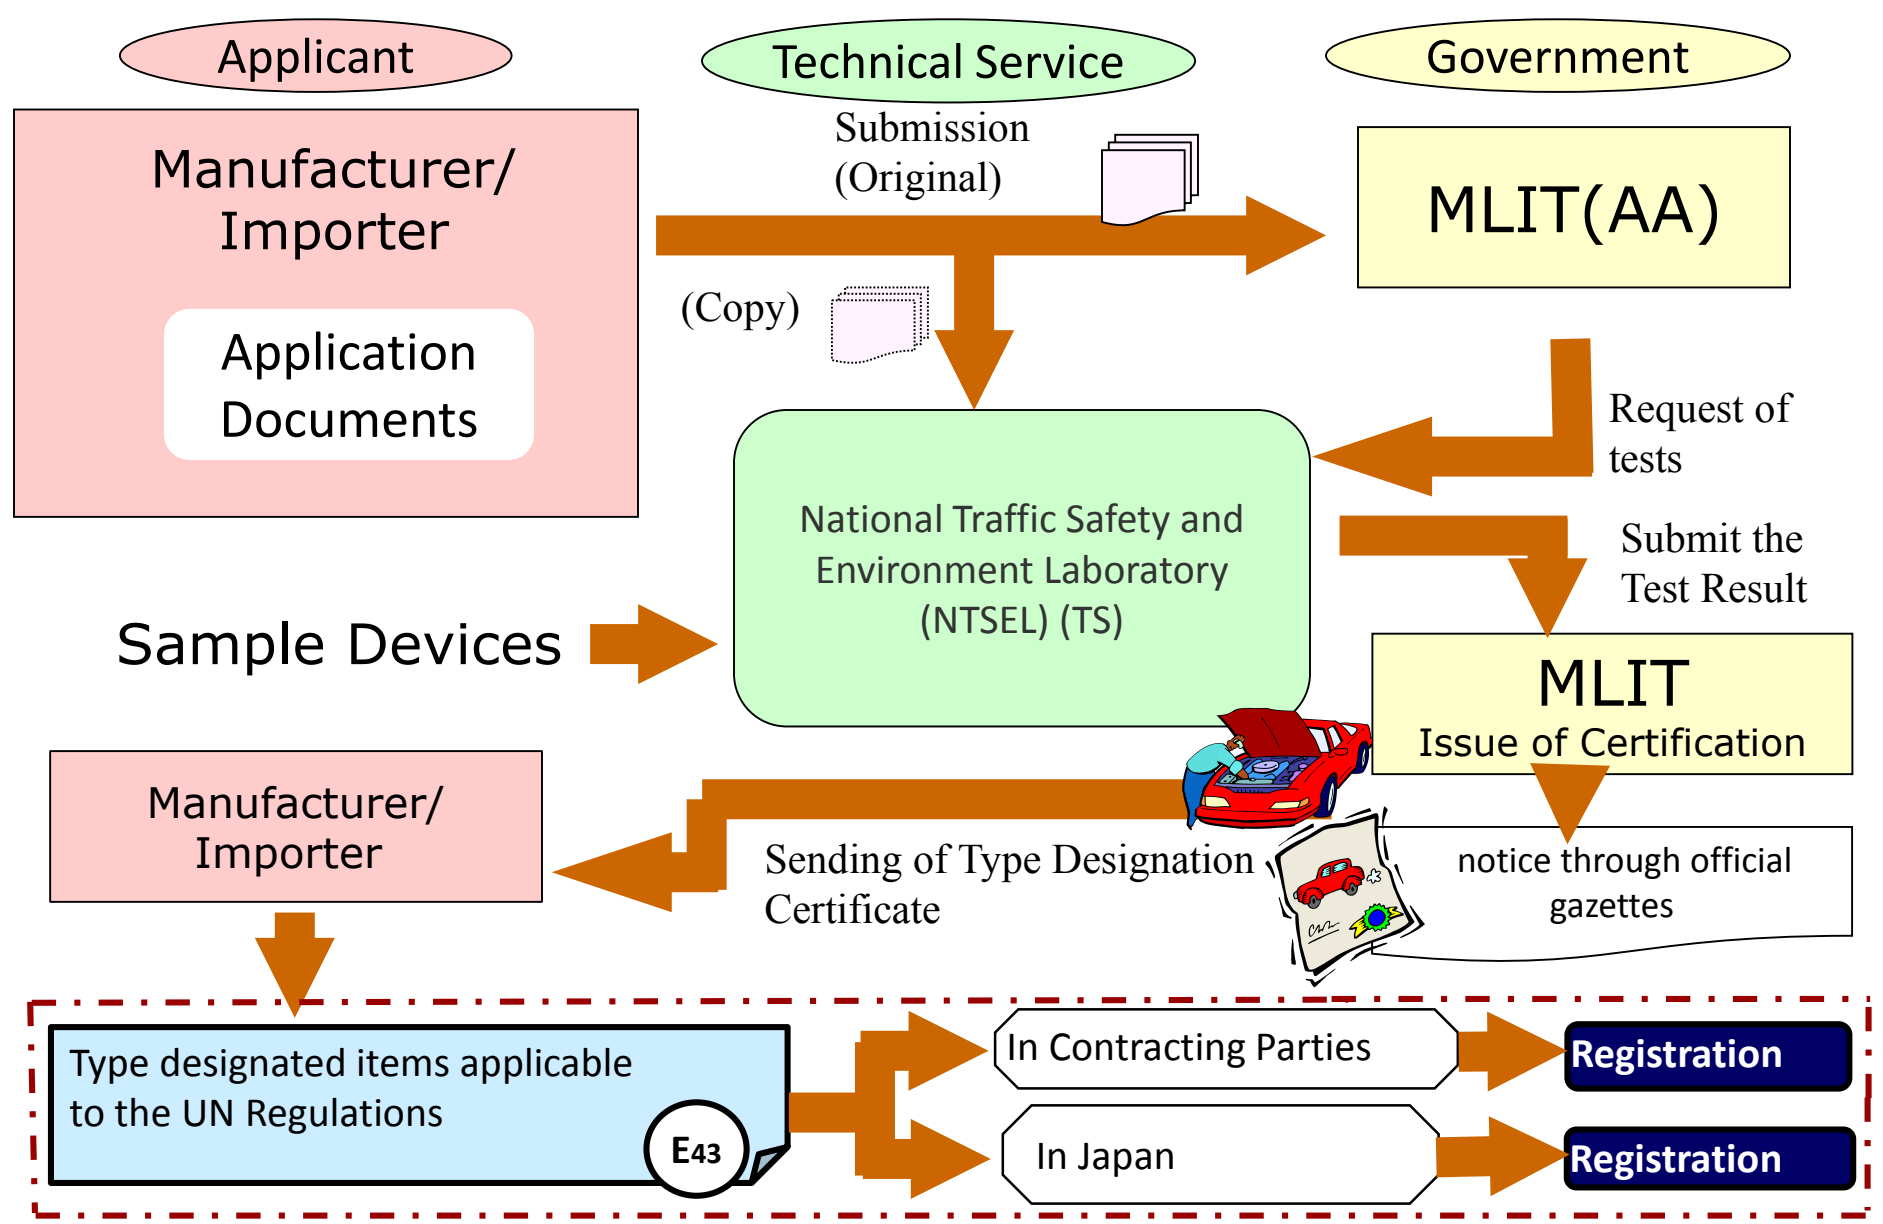 Applicant
Technical Service
Government
Manufacturer/
Importer
Application
Documents
Submission
(Original)
(Copy)
MLIT(AA)
Request of
tests
National Traffic Safety and
Environment Laboratory
(NTSEL) (TS)
Submit the
Test Result
Sample Devices
MLIT
Issue of Certification
Manufacturer/
Importer
Sending of Type Designation
Certificate
notice through official
gazettes
Type designated items applicable
to the UN Regulations
E43
In Contracting Parties
Registration
In Japan
Registration